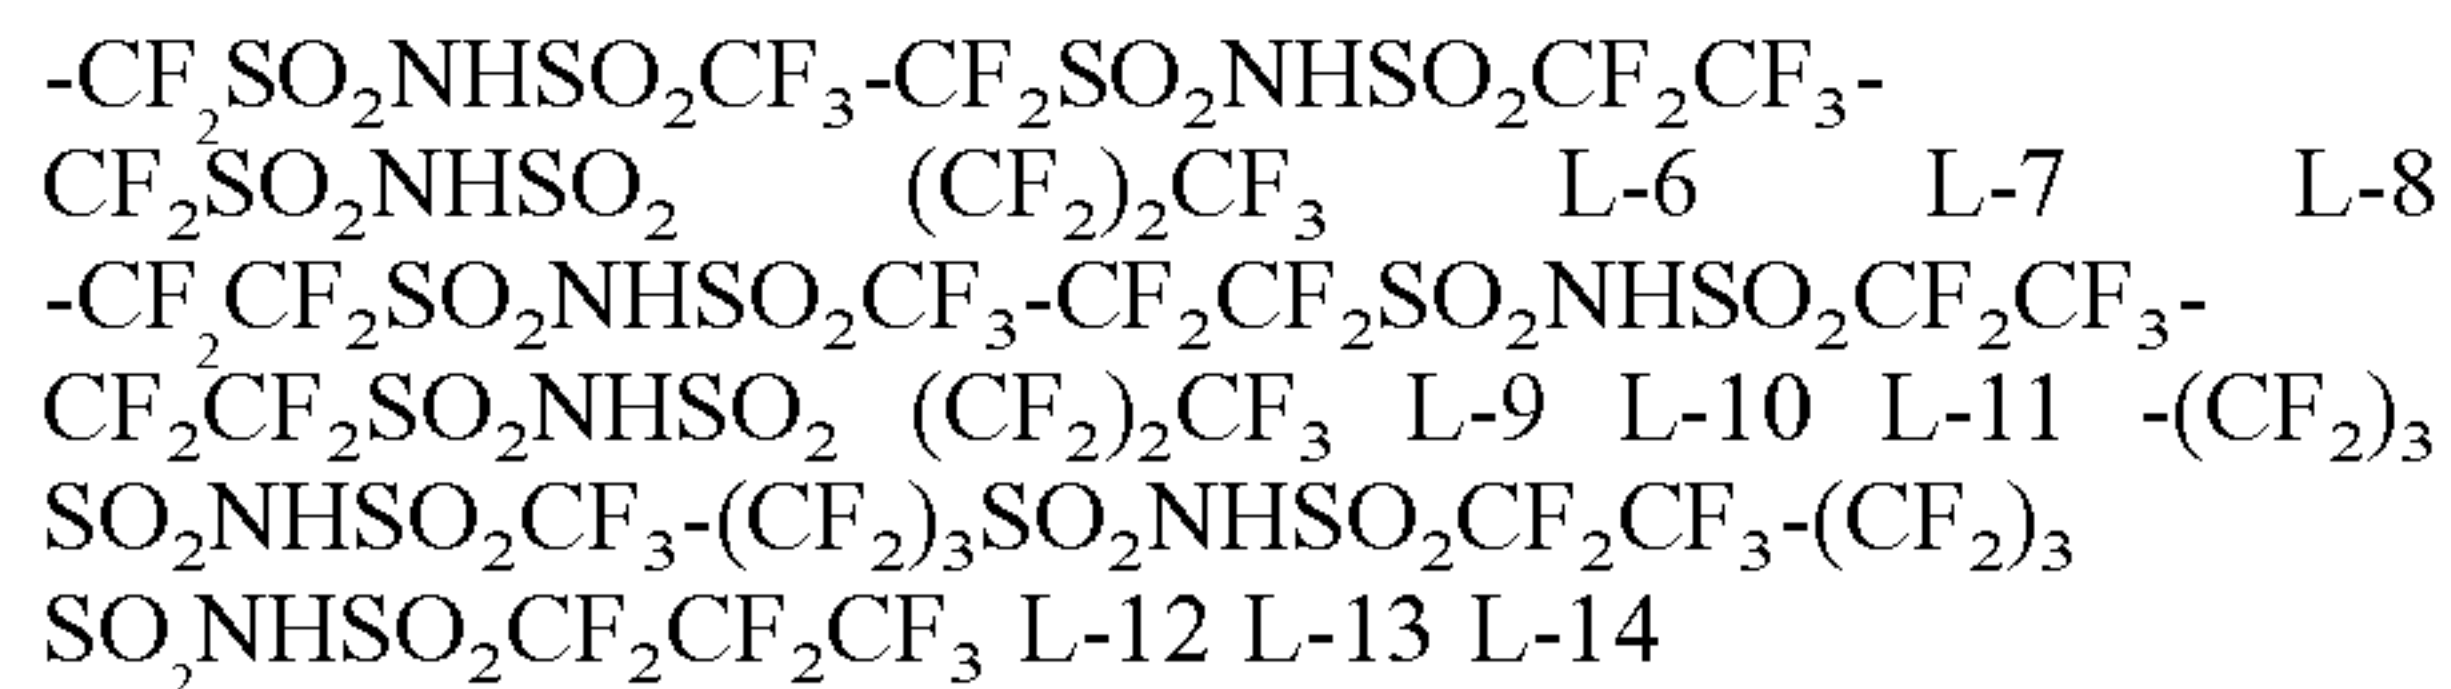 -CF₂SO₂NHSO₂CF₃-CF₂SO₂NHSO₂CF₂CF₃-
CF₂SO₂NHSO₂ (CF₂)₂CF₃ L-6 L-7 L-8
-CF₂CF₂SO₂NHSO₂CF₃-CF₂CF₂SO₂NHSO₂CF₂CF₃-
CF₂CF₂SO₂NHSO₂ (CF₂)₂CF₃ L-9 L-10 L-11 -(CF₂)₃
SO₂NHSO₂CF₃-(CF₂)₃SO₂NHSO₂CF₂CF₃-(CF₂)₃
SO₂NHSO₂CF₂CF₂CF₃ L-12 L-13 L-14